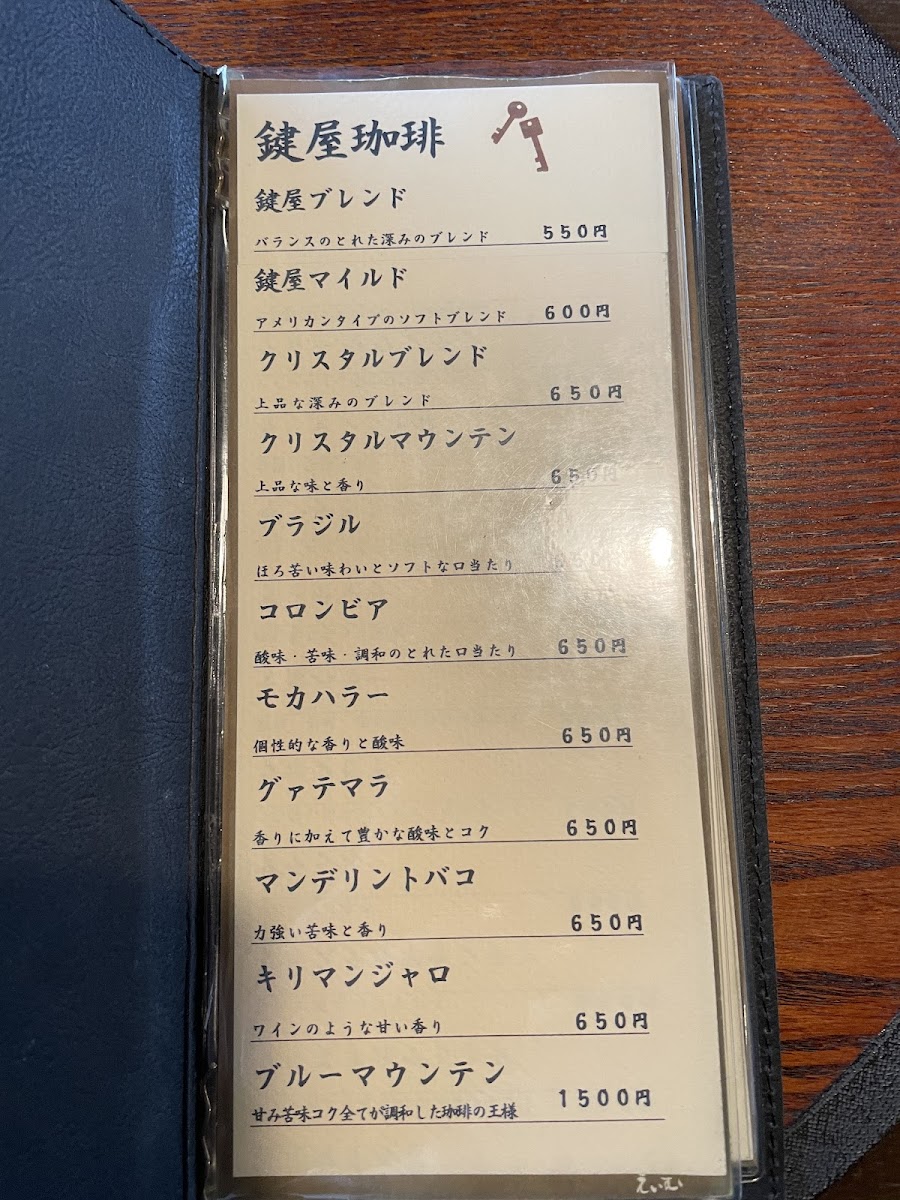 鍵屋珈琲
鍵屋ブレンド
バランスのとれた深みのブレンド 550円
鍵屋マイルド
アメリカンタイプのソフトブレンド 600円
クリスタルブレンド
上品な深みのブレンド 650円
クリスタルマウンテン
上品な味と香り 650円
ブラジル
ほろ苦い味わいとソフトな口当たり
コロンビア
酸味・苦味・調和のとれた口当たり 650円
モカハラー
個性的な香りと酸味 650円
グァテマラ
香りに加えて豊かな酸味とコク 650円
マンデリントバコ
力強い苦味と香り 650円
キリマンジャロ
ワインのような甘い香り 650円
ブルーマウンテン
甘み苦味コク全てが調和した珈琲の王様 1500円
えいむ